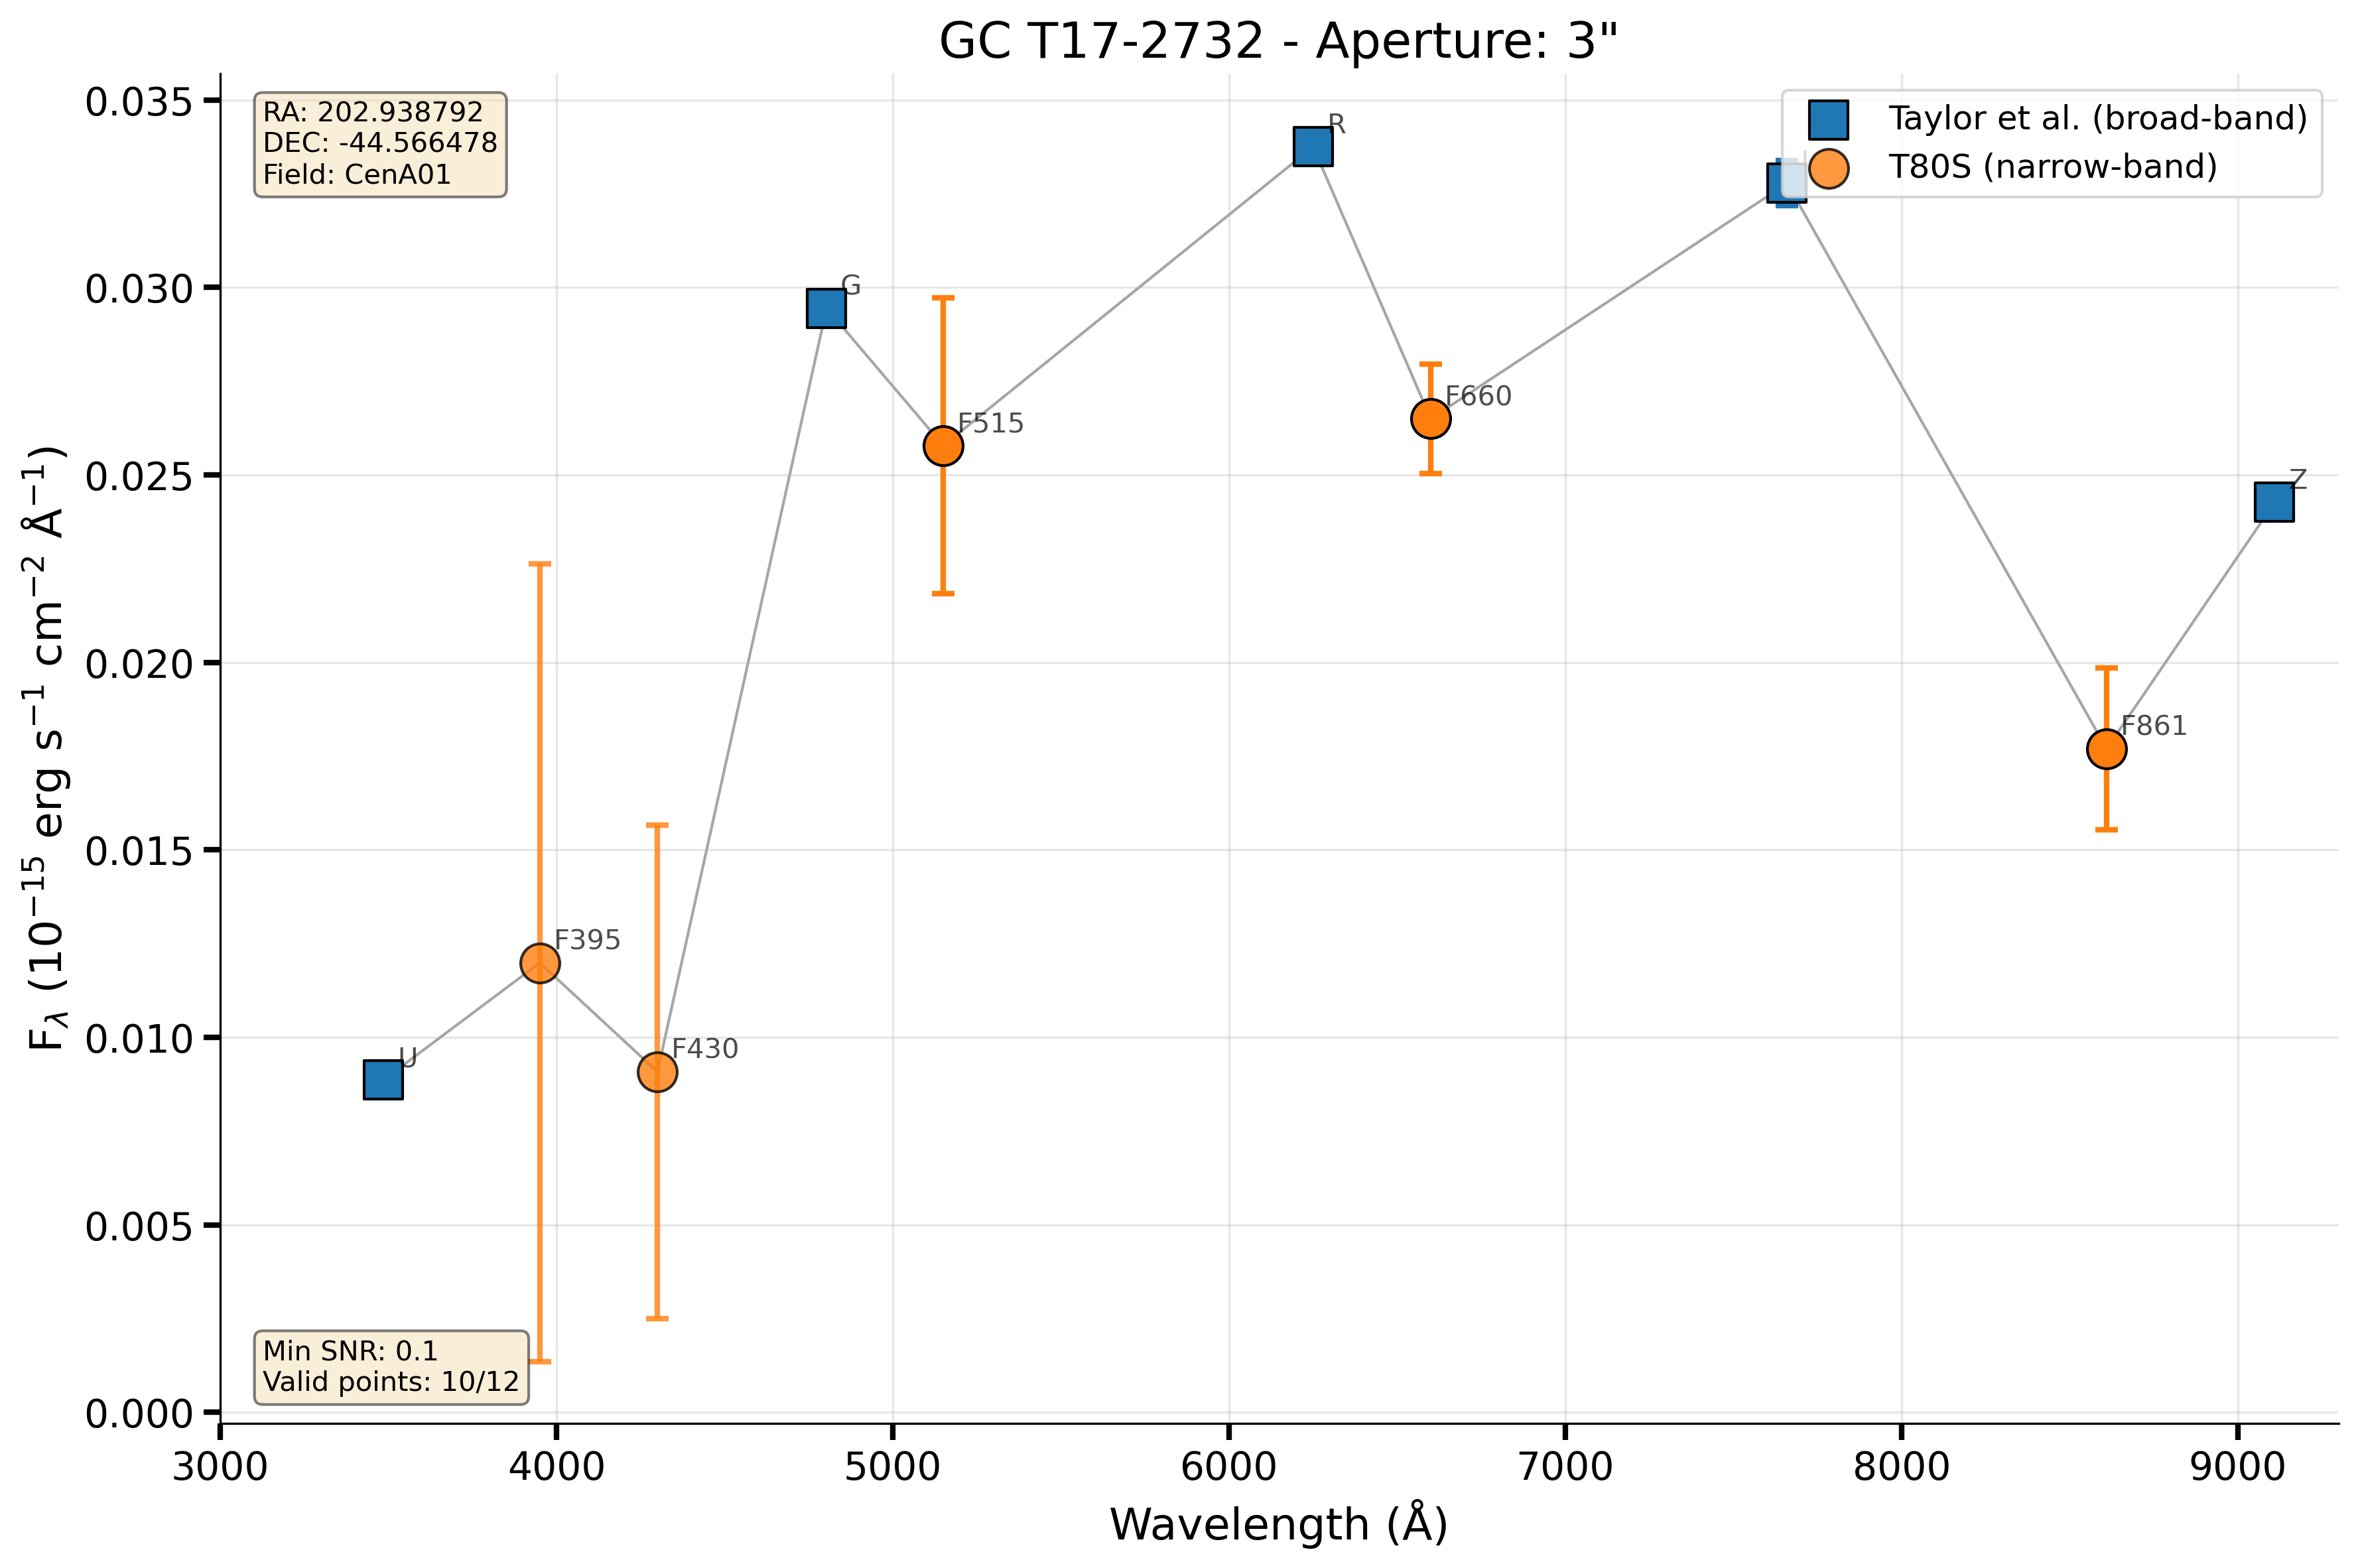 GC T17-2732 - Aperture: 3"
RA: 202.938792
DEC: -44.566478
Field: CenA01
Taylor et al. (broad-band)
T80S (narrow-band)
0.035
0.030
0.025
0.020
0.015
0.010
0.005
0.000
F_λ (10⁻¹⁵ erg s⁻¹ cm⁻² Å⁻¹)
U
F395
F430
G
F515
R
F660
F861
Z
Min SNR: 0.1
Valid points: 10/12
3000 4000 5000 6000 7000 8000 9000
Wavelength (Å)